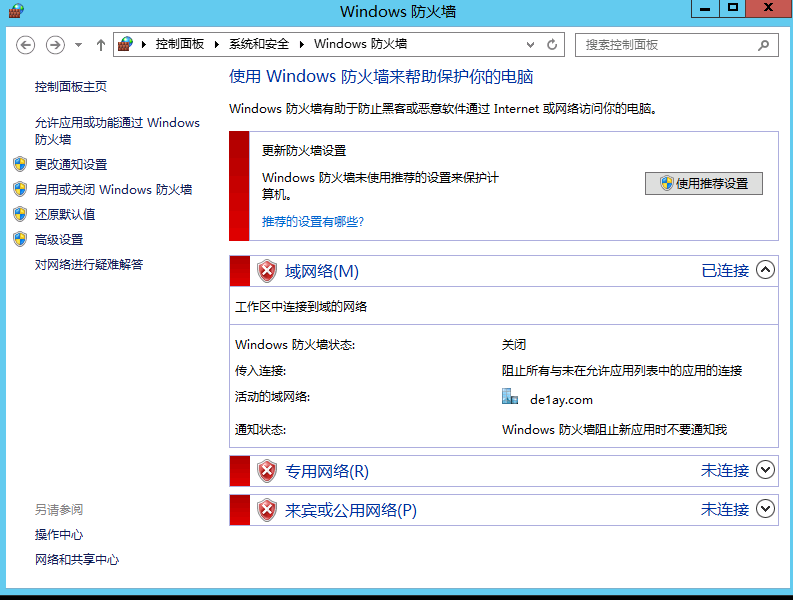 Windows 防火墙
控制面板 系统和安全 Windows 防火墙
搜索控制面板
控制面板主页
允许应用或功能通过 Windows
防火墙
更改通知设置
启用或关闭 Windows 防火墙
还原默认值
高级设置
对网络进行疑难解答
另请参阅
操作中心
网络和共享中心
使用 Windows 防火墙来帮助保护你的电脑
Windows 防火墙有助于防止黑客或恶意软件通过 Internet 或网络访问你的电脑。
更新防火墙设置
Windows 防火墙未使用推荐的设置来保护计
算机。
使用推荐设置
推荐的设置有哪些?
域网络(M) 已连接
工作区中连接到域的网络
Windows 防火墙状态: 关闭
传入连接: 阻止所有与未在允许应用列表中的应用的连接
活动的域网络: de1ay.com
通知状态: Windows 防火墙阻止新应用时不要通知我
专用网络(R) 未连接
来宾或公用网络(P) 未连接